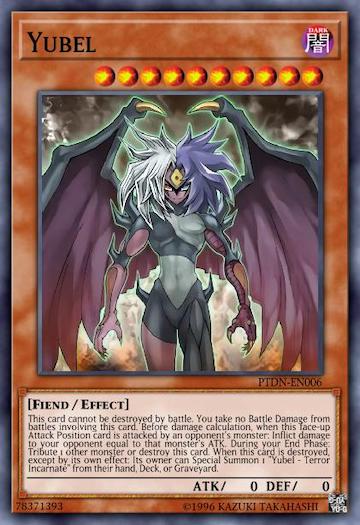 YUBEL
DARK
闇
PTDN-EN006
[FIEND / EFFECT]
This card cannot be destroyed by battle. You take no Battle Damage from
battles involving this card. Before damage calculation, when this face-up
Attack Position card is attacked by an opponent's monster: Inflict damage
to your opponent equal to that monster's ATK. During your End Phase:
Tribute 1 other monster or destroy this card. When this card is destroyed,
except by its own effect: Its owner can Special Summon 1 "Yubel - Terror
Incarnate" from their hand, Deck, or Graveyard.
ATK/ 0 DEF/ 0
78371393
©1996 KAZUKI TAKAHASHI